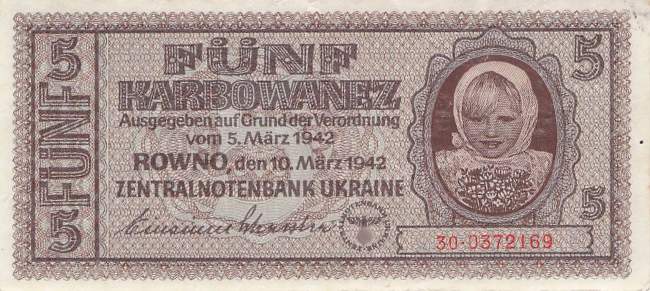 5 FÜNF 5
FÜNF
KARBOWANEZ
Ausgegeben auf Grund der Verordnung
vom 5. März 1942
ROWNO, den 10. März 1942
ZENTRALNOTENBANK UKRAINE
5
5
30·0372169